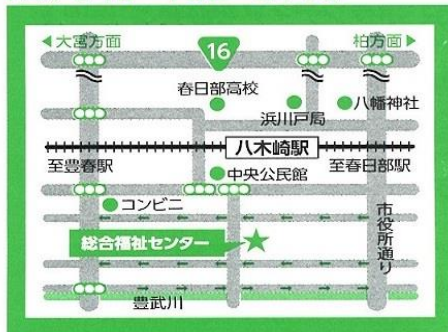 ◀大宮方面
16
柏方面▶
春日部高校
浜川戸局
八幡神社
八木崎駅
至豊春駅
至春日部駅
中央公民館
コンビニ
市役所通り
総合福祉センター
豊武川